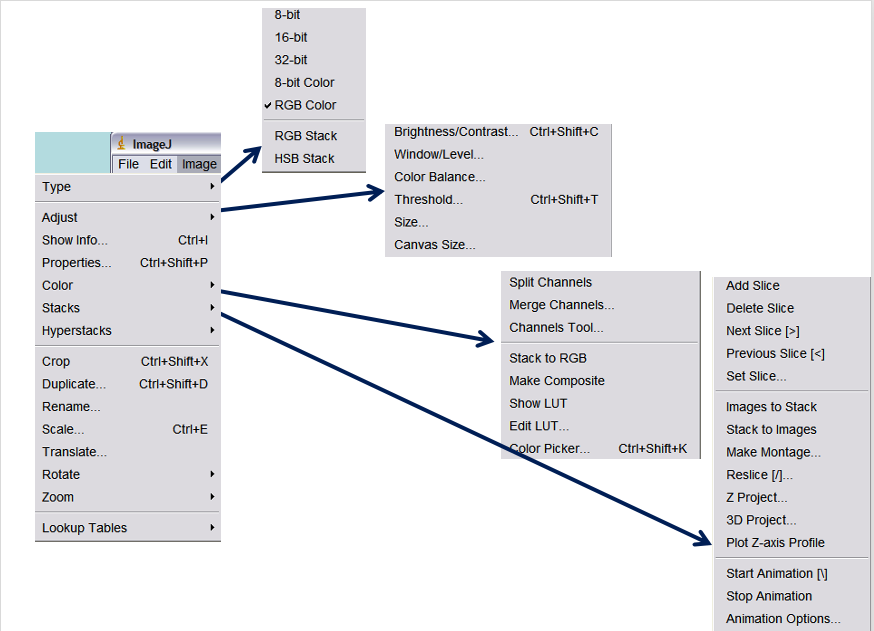 ImageJ
File Edit Image
Type
Adjust
Show Info... Ctrl+I
Properties... Ctrl+Shift+P
Color
Stacks
Hyperstacks
Crop Ctrl+Shift+X
Duplicate... Ctrl+Shift+D
Rename...
Scale... Ctrl+E
Translate...
Rotate
Zoom
Lookup Tables
8-bit
16-bit
32-bit
8-bit Color
RGB Color
RGB Stack
HSB Stack
Brightness/Contrast... Ctrl+Shift+C
Window/Level...
Color Balance...
Threshold... Ctrl+Shift+T
Size...
Canvas Size...
Split Channels
Merge Channels...
Channels Tool...
Stack to RGB
Make Composite
Show LUT
Edit LUT...
Color Picker... Ctrl+Shift+K
Add Slice
Delete Slice
Next Slice [>]
Previous Slice [<]
Set Slice...
Images to Stack
Stack to Images
Make Montage...
Reslice [/]...
Z Project...
3D Project...
Plot Z-axis Profile
Start Animation [\]
Stop Animation
Animation Options...